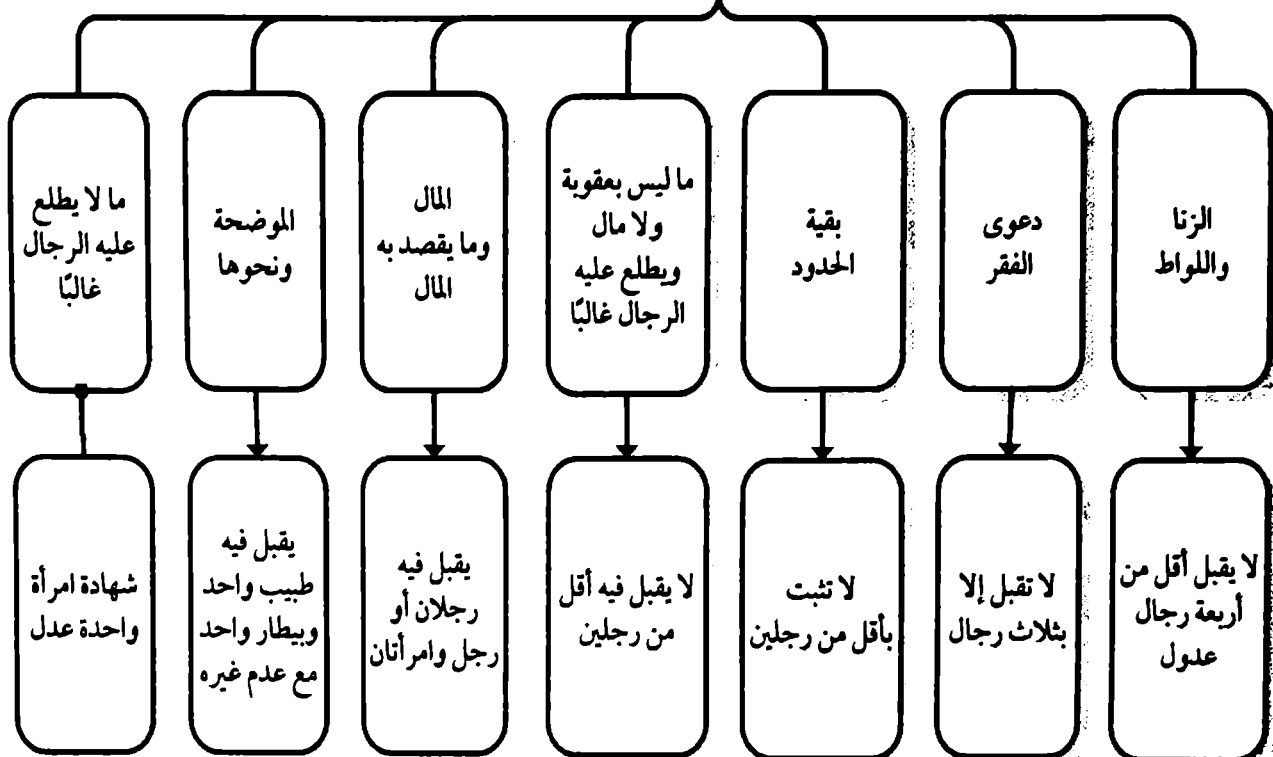 الزنا
واللواط
دعوى
الفقر
بقية
الحدود
ما ليس بعقوبة
ولا مال
ويطلع عليه
الرجال غالبًا
المال
وما يقصد به
المال
الموضحة
ونحوها
ما لا يطلع
عليه الرجال
غالبًا
لا يقبل أقل من
أربعة رجال
عدول
لا تقبل إلا
بثلاث رجال
لا تثبت
بأقل من رجلين
لا يقبل فيه أقل
من رجلين
يقبل فيه
رجلان أو
رجل وامرأتان
يقبل فيه
طبيب واحد
وبيطار واحد
مع عدم غيره
شهادة امرأة
واحدة عدل